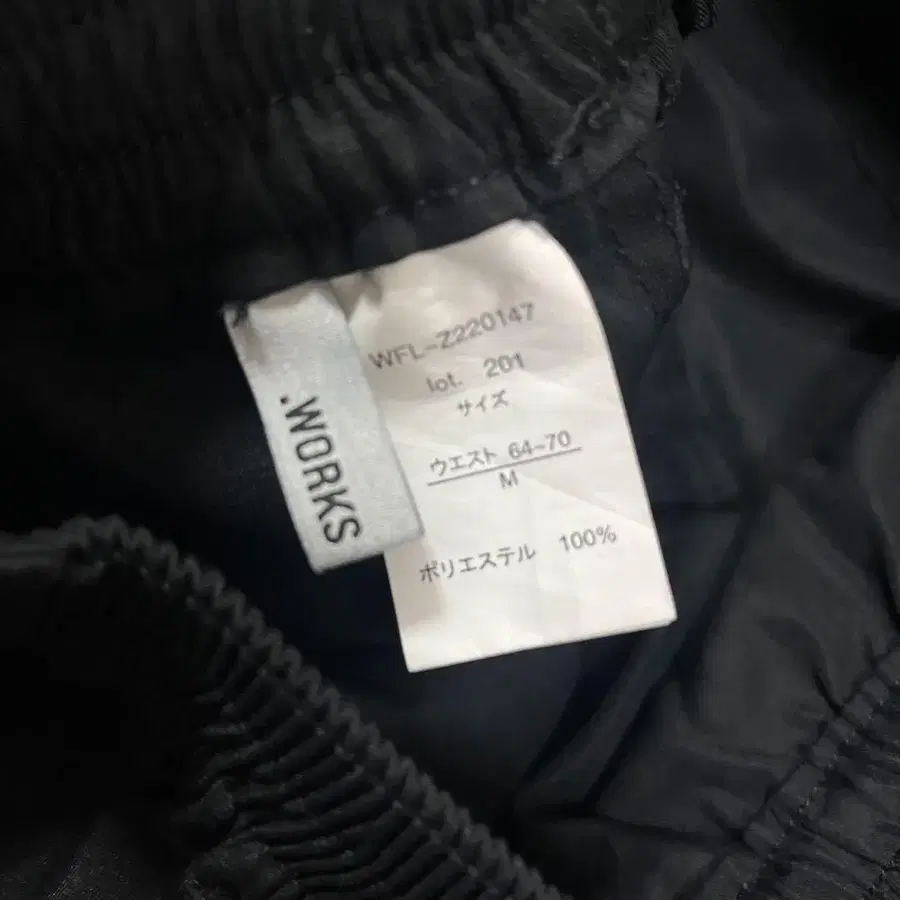 .WORKS
WFL-Z220147
lot. 201
サイズ
ウエスト 64-70
M
ポリエステル 100%